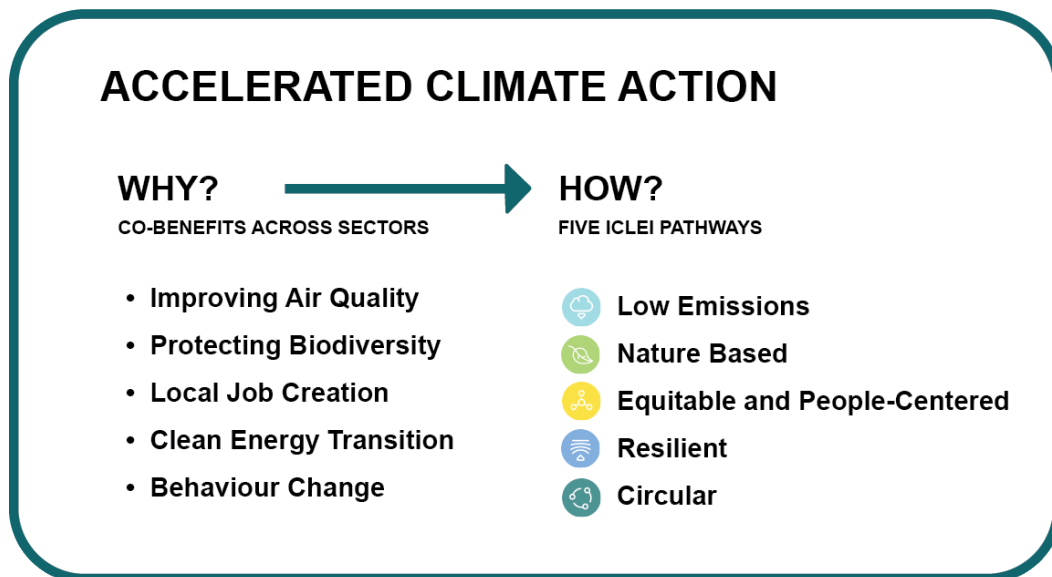 ACCELERATED CLIMATE ACTION
WHY?
CO-BENEFITS ACROSS SECTORS
• Improving Air Quality
• Protecting Biodiversity
• Local Job Creation
• Clean Energy Transition
• Behaviour Change
HOW?
FIVE ICLEI PATHWAYS
Low Emissions
Nature Based
Equitable and People-Centered
Resilient
Circular